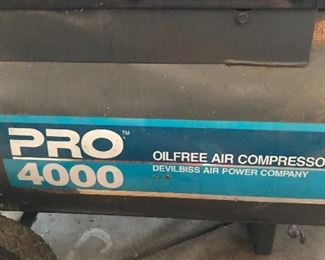 PRO™
OILFREE AIR COMPRESSO
4000
DEVILBISS AIR POWER COMPANY